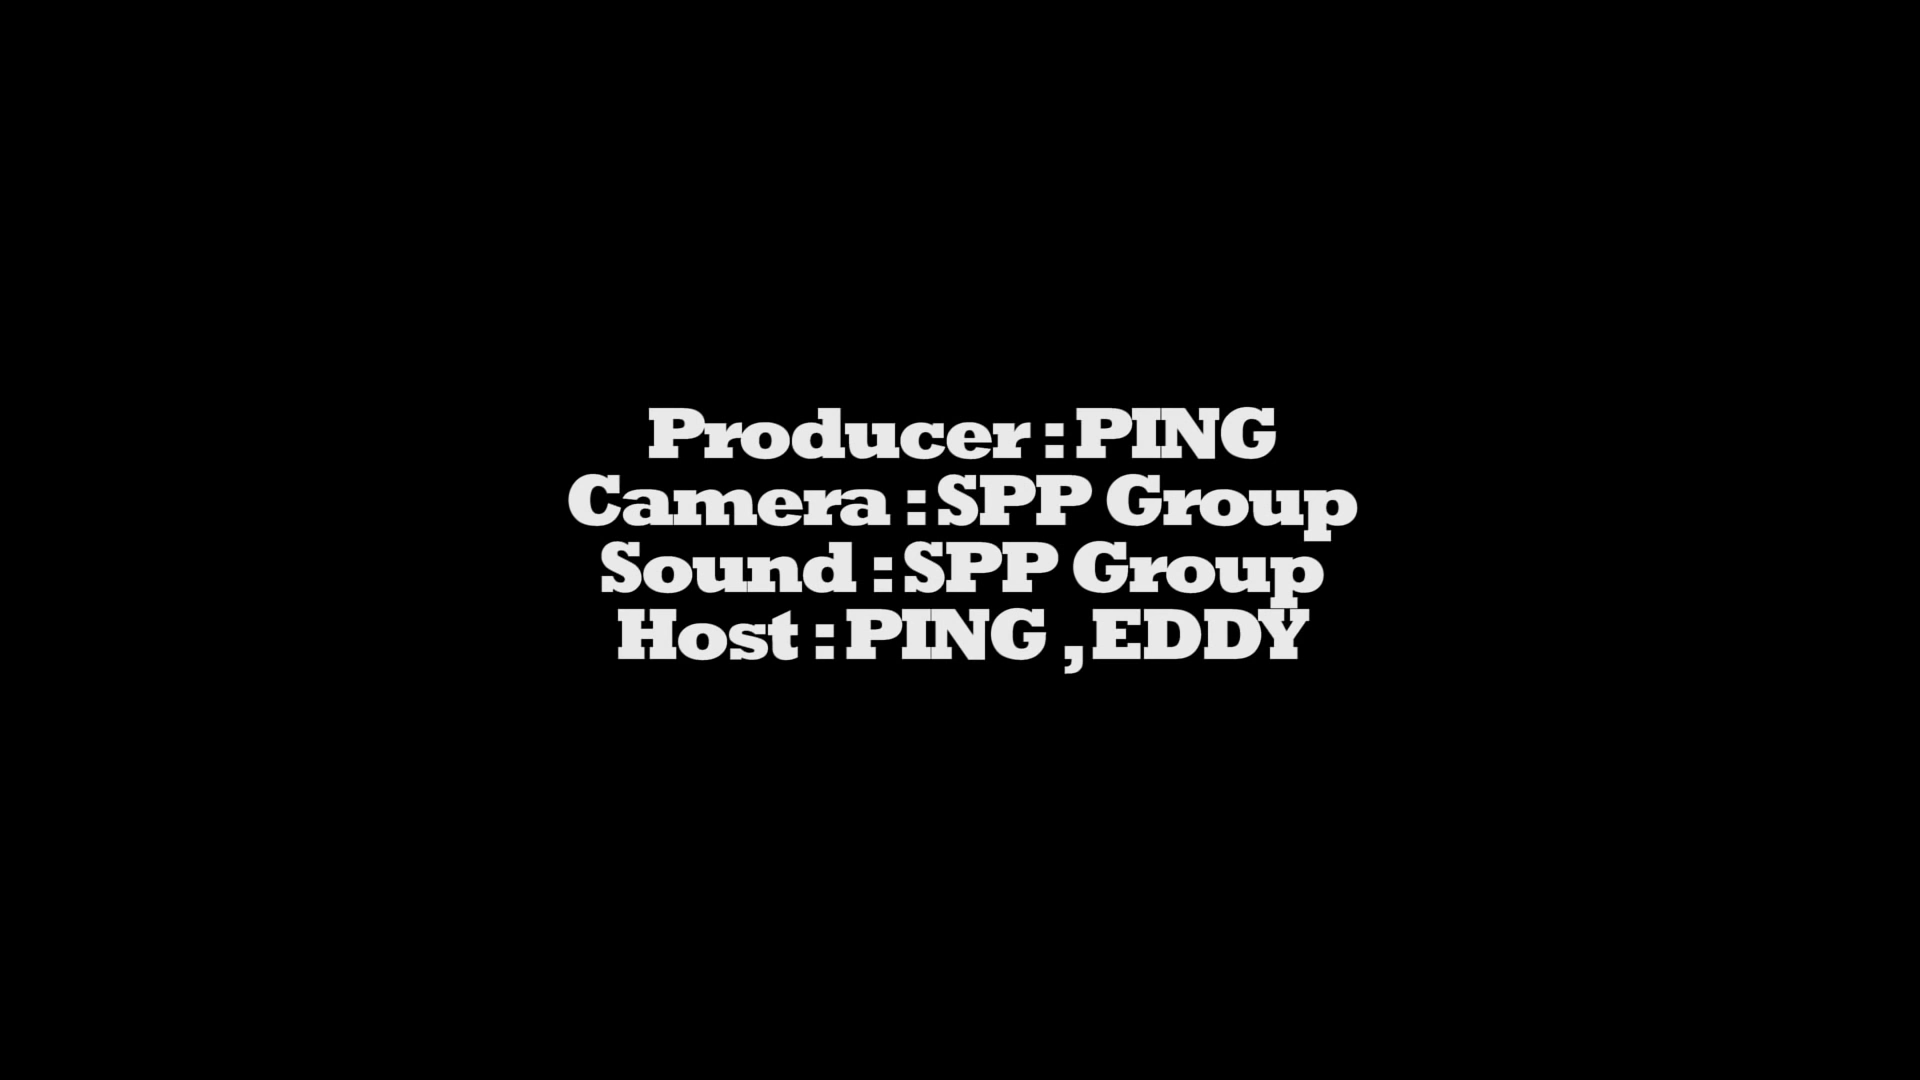 Producer : PING
Camera : SPP Group
Sound : SPP Group
Host : PING , EDDY